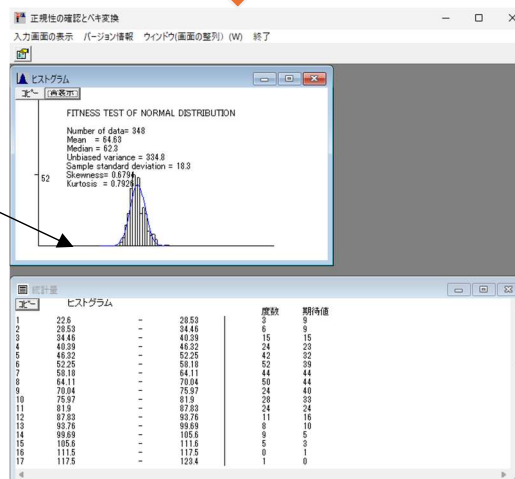 正規性の確認とベキ変換
入力画面の表示 バージョン情報 ウィンドウ(画面の整列) (W) 終了
ヒストグラム
コピー 再表示
FITNESS TEST OF NORMAL DISTRIBUTION
Number of data= 348
Mean = 64.63
Median = 62.3
Unbiased variance = 334.8
Sample standard deviation = 18.3
Skewness= 0.6794
Kurtosis = 0.7926
52
統計量
コピー ヒストグラム
度数 期待値
1 22.6 - 28.53 3 9
2 28.53 - 34.46 6 9
3 34.46 - 40.39 15 15
4 40.39 - 46.32 24 23
5 46.32 - 52.25 42 32
6 52.25 - 58.18 52 39
7 58.18 - 64.11 44 44
8 64.11 - 70.04 50 44
9 70.04 - 75.97 24 40
10 75.97 - 81.9 28 33
11 81.9 - 87.83 24 24
12 87.83 - 93.76 11 16
13 93.76 - 99.69 8 10
14 99.69 - 105.6 9 5
15 105.6 - 111.6 5 3
16 111.5 - 117.5 0 1
17 117.5 - 123.4 1 0